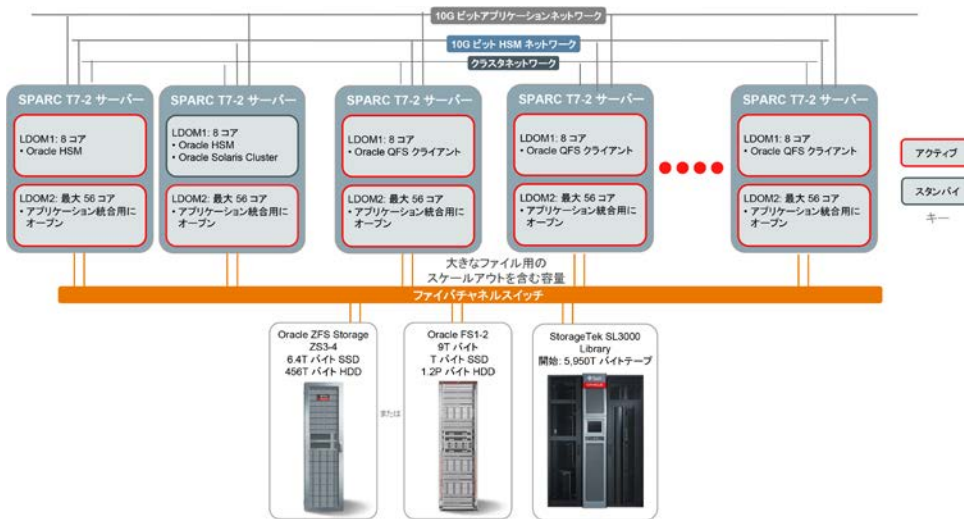 10G ビットアプリケーションネットワーク
10G ビット HSM ネットワーク
クラスタネットワーク
SPARC T7-2 サーバー
LDOM1: 8 コア
• Oracle HSM
LDOM2: 最大 56 コア
• アプリケーション統合用に
オープン
SPARC T7-2 サーバー
LDOM1: 8 コア
• Oracle HSM
• Oracle Solaris Cluster
LDOM2: 最大 56 コア
• アプリケーション統合用に
オープン
SPARC T7-2 サーバー
LDOM1: 8 コア
• Oracle QFS クライアント
LDOM2: 最大 56 コア
• アプリケーション統合用に
オープン
SPARC T7-2 サーバー
LDOM1: 8 コア
• Oracle QFS クライアント
LDOM2: 最大 56 コア
• アプリケーション統合用に
オープン
SPARC T7-2 サーバー
LDOM1: 8 コア
• Oracle QFS クライアント
LDOM2: 最大 56 コア
• アプリケーション統合用に
オープン
アクティブ
スタンバイ
キー
大きなファイル用の
スケールアウトを含む容量
ファイバチャネルスイッチ
Oracle ZFS Storage
ZS3-4
6.4T バイト SSD
456T バイト HDD
または
Oracle FS1-2
9T バイト
T バイト SSD
1.2P バイト HDD
StorageTek SL3000
Library
開始: 5,950T バイトテープ